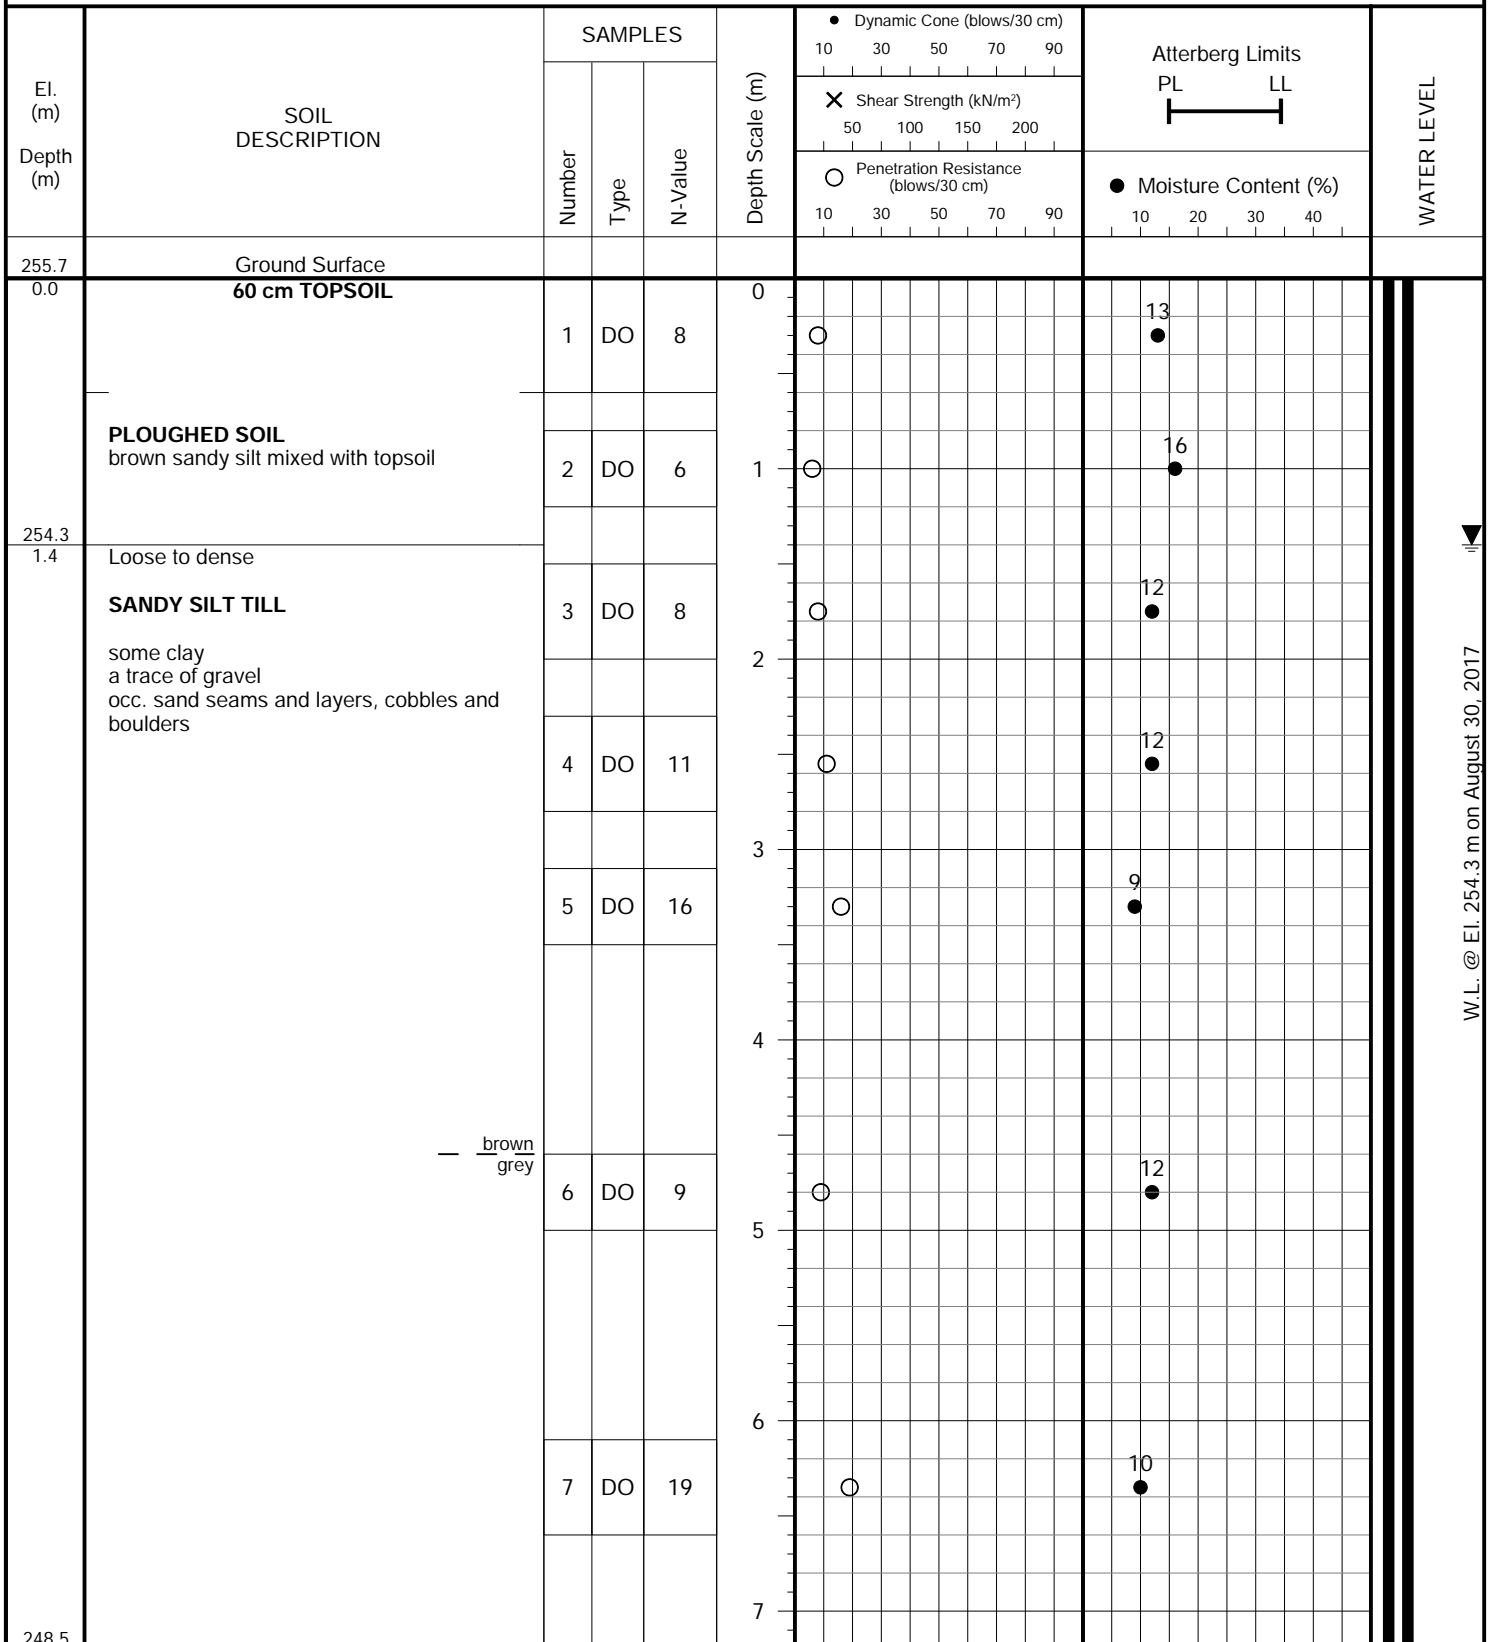 El.
(m)
Depth
(m)
SOIL
DESCRIPTION
SAMPLES
Number
Type
N-Value
Depth Scale (m)
Dynamic Cone (blows/30 cm)
10 30 50 70 90
Shear Strength (kN/m²)
50 100 150 200
Penetration Resistance
(blows/30 cm)
10 30 50 70 90
Atterberg Limits
PL LL
Moisture Content (%)
10 20 30 40
WATER LEVEL
255.7 Ground Surface
0.0 60 cm TOPSOIL 0
13
1 DO 8
PLOUGHED SOIL
brown sandy silt mixed with topsoil
16
2 DO 6 1
254.3
1.4 Loose to dense
12
SANDY SILT TILL
3 DO 8
some clay
2
a trace of gravel
occ. sand seams and layers, cobbles and
boulders
12
4 DO 11
3
9
5 DO 16
W.L. @ El. 254.3 m on August 30, 2017
4
brown
grey
12
6 DO 9
5
6
10
7 DO 19
7
248.5